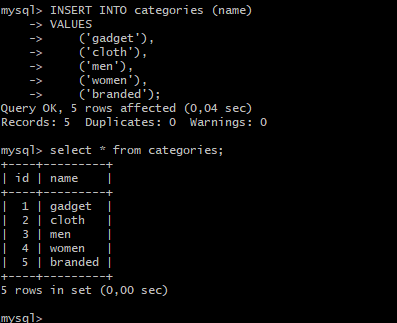 mysql> INSERT INTO categories (name)
    -> VALUES
    ->     ('gadget'),
    ->     ('cloth'),
    ->     ('men'),
    ->     ('women'),
    ->     ('branded');
Query OK, 5 rows affected (0,04 sec)
Records: 5  Duplicates: 0  Warnings: 0

mysql> select * from categories;
+----+---------+
| id | name    |
+----+---------+
|  1 | gadget  |
|  2 | cloth   |
|  3 | men     |
|  4 | women   |
|  5 | branded |
+----+---------+
5 rows in set (0,00 sec)

mysql>